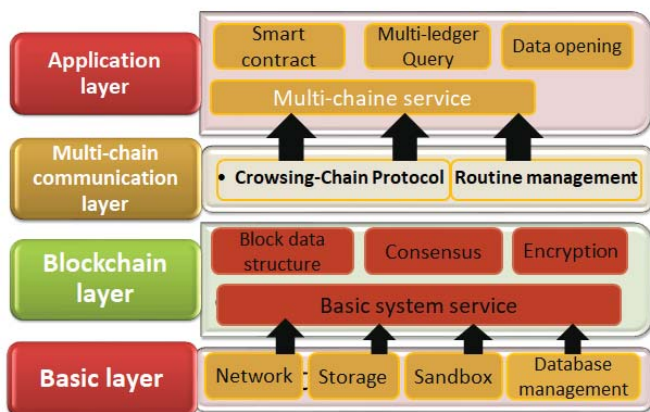 Application
layer
Smart
contract
Multi-ledger
Query
Data opening
Multi-chaine service
Multi-chain
communication
layer
• Crowsing-Chain Protocol
Routine management
Blockchain
layer
Block data
structure
Consensus
Encryption
Basic system service
Basic layer
Network
Storage
Sandbox
Database
management